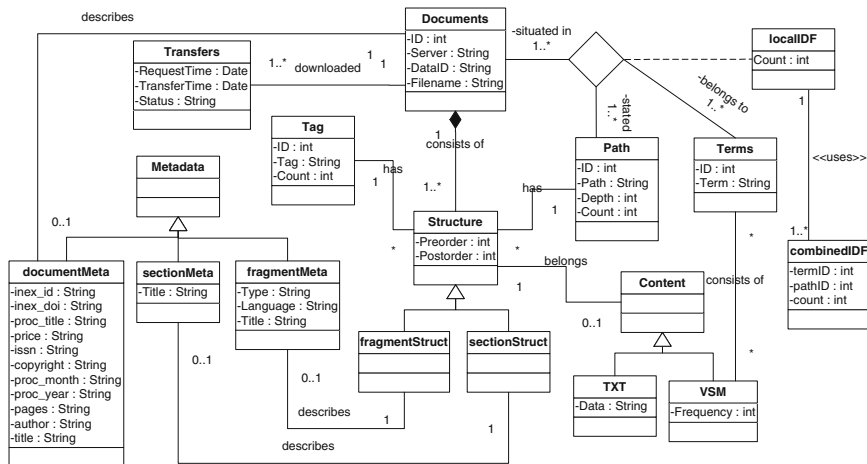 describes
Documents
-ID : int
-Server : String
-DataID : String
-Filename : String
1
1
1
-situated in
1..*
localIDF
Count : int
1
Transfers
-RequestTime : Date
-TransferTime : Date
-Status : String
1..*
downloaded
-belongs to
1..*
-stated
1..*
Tag
-ID : int
-Tag : String
-Count : int
has
1
*
consists of
1..*
Path
-ID : int
-Path : String
-Depth : int
-Count : int
has
1
*
Terms
-ID : int
-Term : String
*
<<uses>>
1..*
Metadata
0..1
Structure
-Preorder : int
-Postorder : int
1
belongs
0..1
Content
consists of
*
combinedIDF
-termID : int
-pathID : int
-count : int
documentMeta
-inex_id : String
-inex_doi : String
-proc_title : String
-price : String
-issn : String
-copyright : String
-proc_month : String
-proc_year : String
-pages : String
-author : String
-title : String
sectionMeta
-Title : String
0..1
fragmentMeta
-Type : String
-Language : String
-Title : String
0..1
fragmentStruct
1
sectionStruct
1
describes
describes
TXT
-Data : String
VSM
-Frequency : int